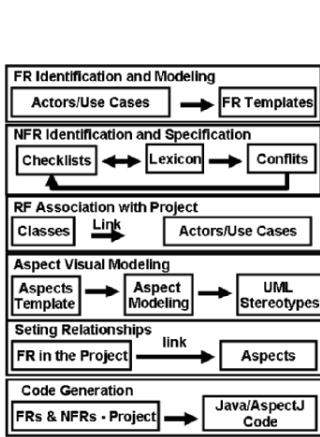 FR Identification and Modeling
Actors/Use Cases
FR Templates
NFR Identification and Specification
Checklists
Lexicon
Conflits
RF Association with Project
Classes
Link
Actors/Use Cases
Aspect Visual Modeling
Aspects
Template
Aspect
Modeling
UML
Stereotypes
Seting Relationships
FR in the Project
link
Aspects
Code Generation
FRs & NFRs - Project
Java/AspectJ
Code